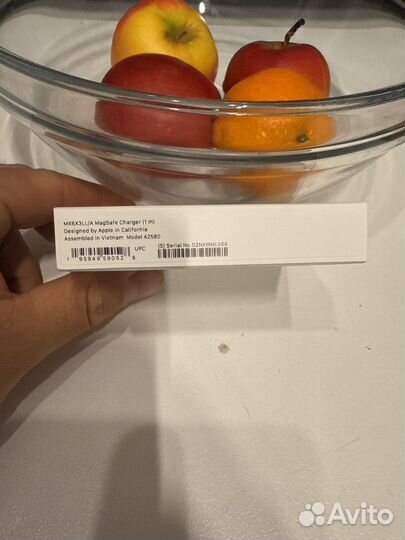 MX6X3LL/A MagSafe Charger (1 m)
Designed by Apple in California
Assembled in Vietnam Model A2580
UPC
(S) Serial No.
1 95949 59052 8
Avito